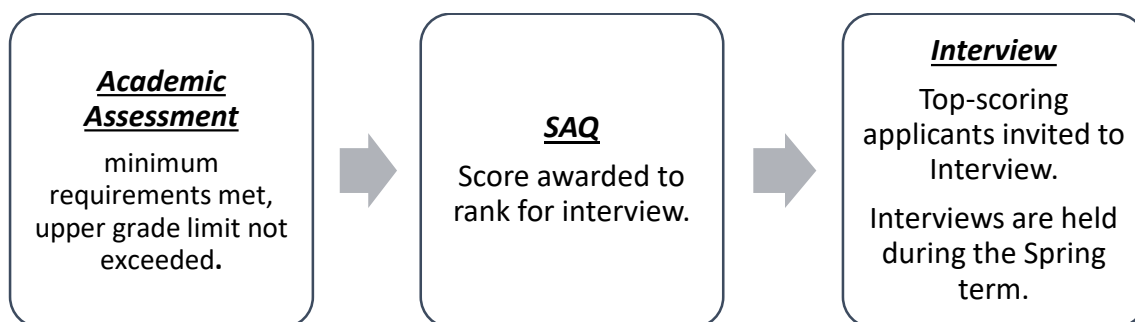 Academic
Assessment
minimum
requirements met,
upper grade limit not
exceeded.
SAQ
Score awarded to
rank for interview.
Interview
Top-scoring
applicants invited to
Interview.
Interviews are held
during the Spring
term.